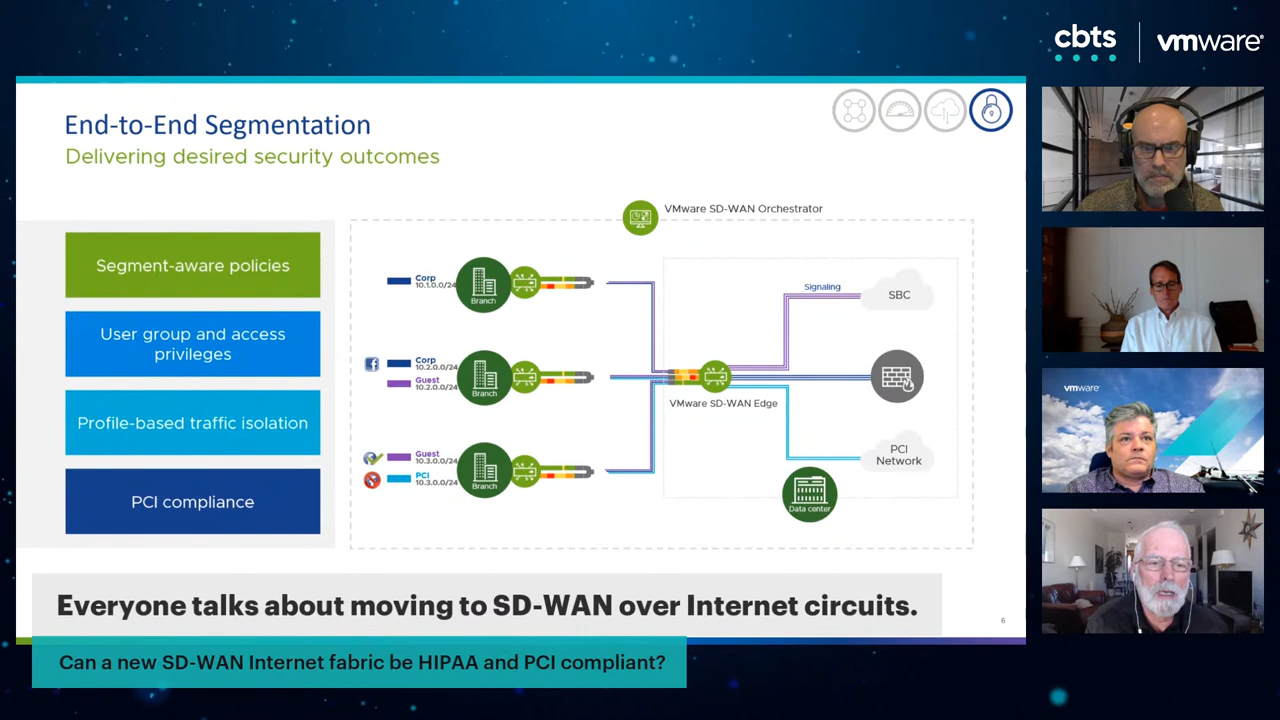 cbts
vmware®
End-to-End Segmentation
Delivering desired security outcomes
Segment-aware policies
User group and access
privileges
Profile-based traffic isolation
PCI compliance
VMware SD-WAN Orchestrator
Corp
10.1.0.0/24
Branch
Corp
10.2.0.0/24
Guest
10.2.0.0/24
Branch
Guest
10.3.0.0/24
PCI
10.3.0.0/24
Branch
VMware SD-WAN Edge
Signaling
SBC
PCI
Network
Data center
vmware
Everyone talks about moving to SD-WAN over Internet circuits.
6
Can a new SD-WAN Internet fabric be HIPAA and PCI compliant?